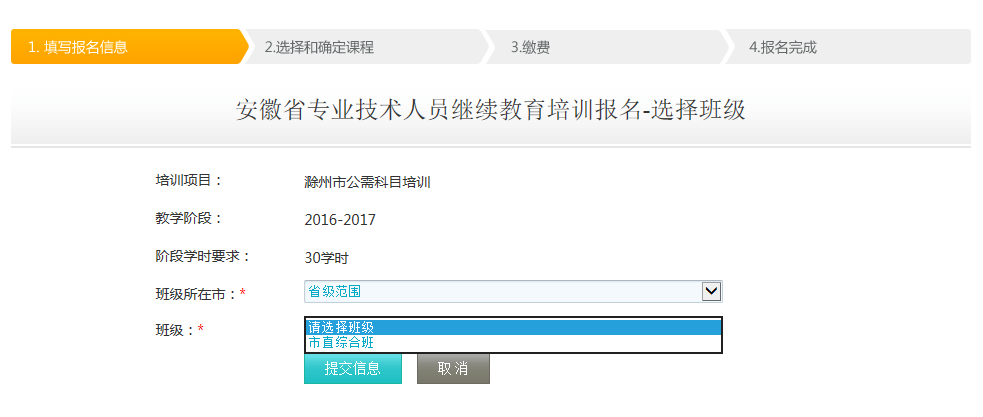 1. 填写报名信息
2.选择和确定课程
3.缴费
4.报名完成
安徽省专业技术人员继续教育培训报名-选择班级
培训项目： 滁州市公需科目培训
教学阶段： 2016-2017
阶段学时要求： 30学时
班级所在市：* 省级范围
班级：* 请选择班级
市直综合班
提交信息 取 消